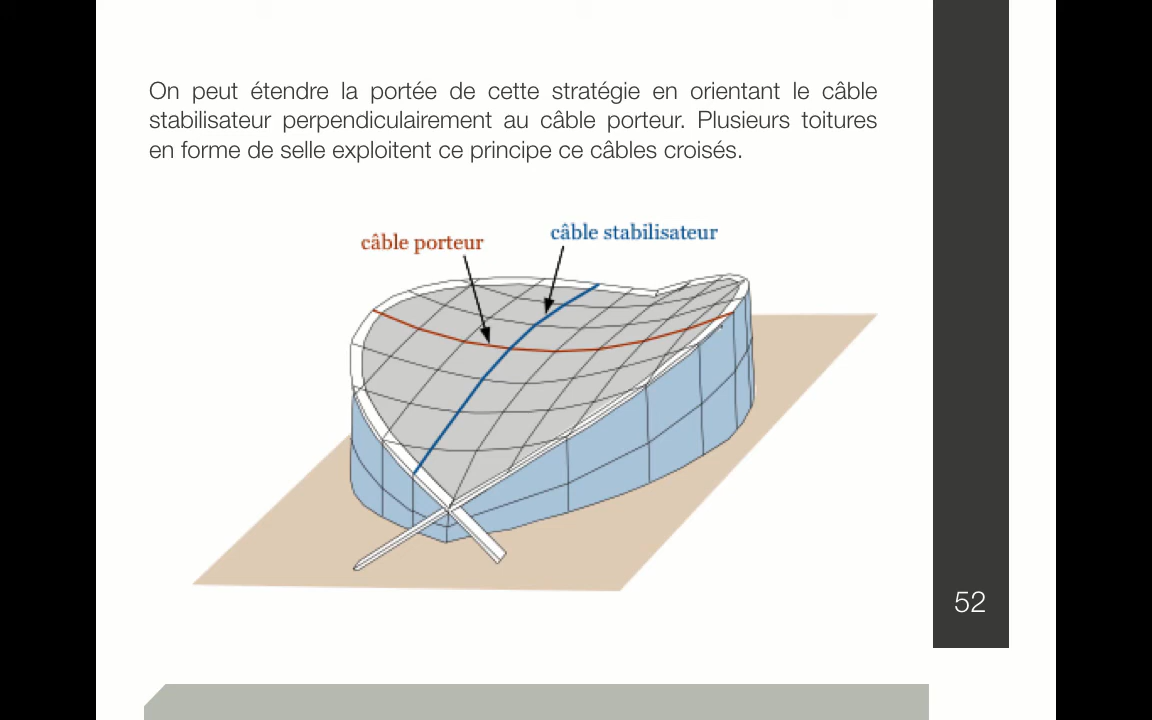 On peut étendre la portée de cette stratégie en orientant le câble
stabilisateur perpendiculairement au câble porteur. Plusieurs toitures
en forme de selle exploitent ce principe ce câbles croisés.
câble porteur
câble stabilisateur
52